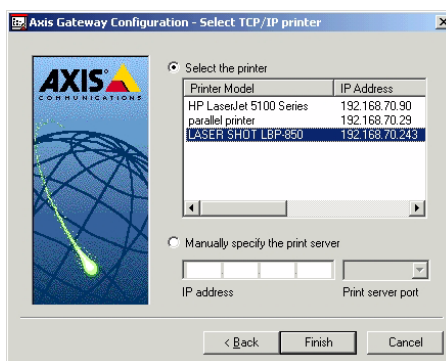 Axis Gateway Configuration - Select TCP/IP printer
AXIS
COMMUNICATIONS
Select the printer
Printer Model IP Address
HP LaserJet 5100 Series 192.168.70.90
parallel printer 192.168.70.29
LASER SHOT LBP-850 192.168.70.243
Manually specify the print server
. . .
IP address Print server port
< Back Finish Cancel